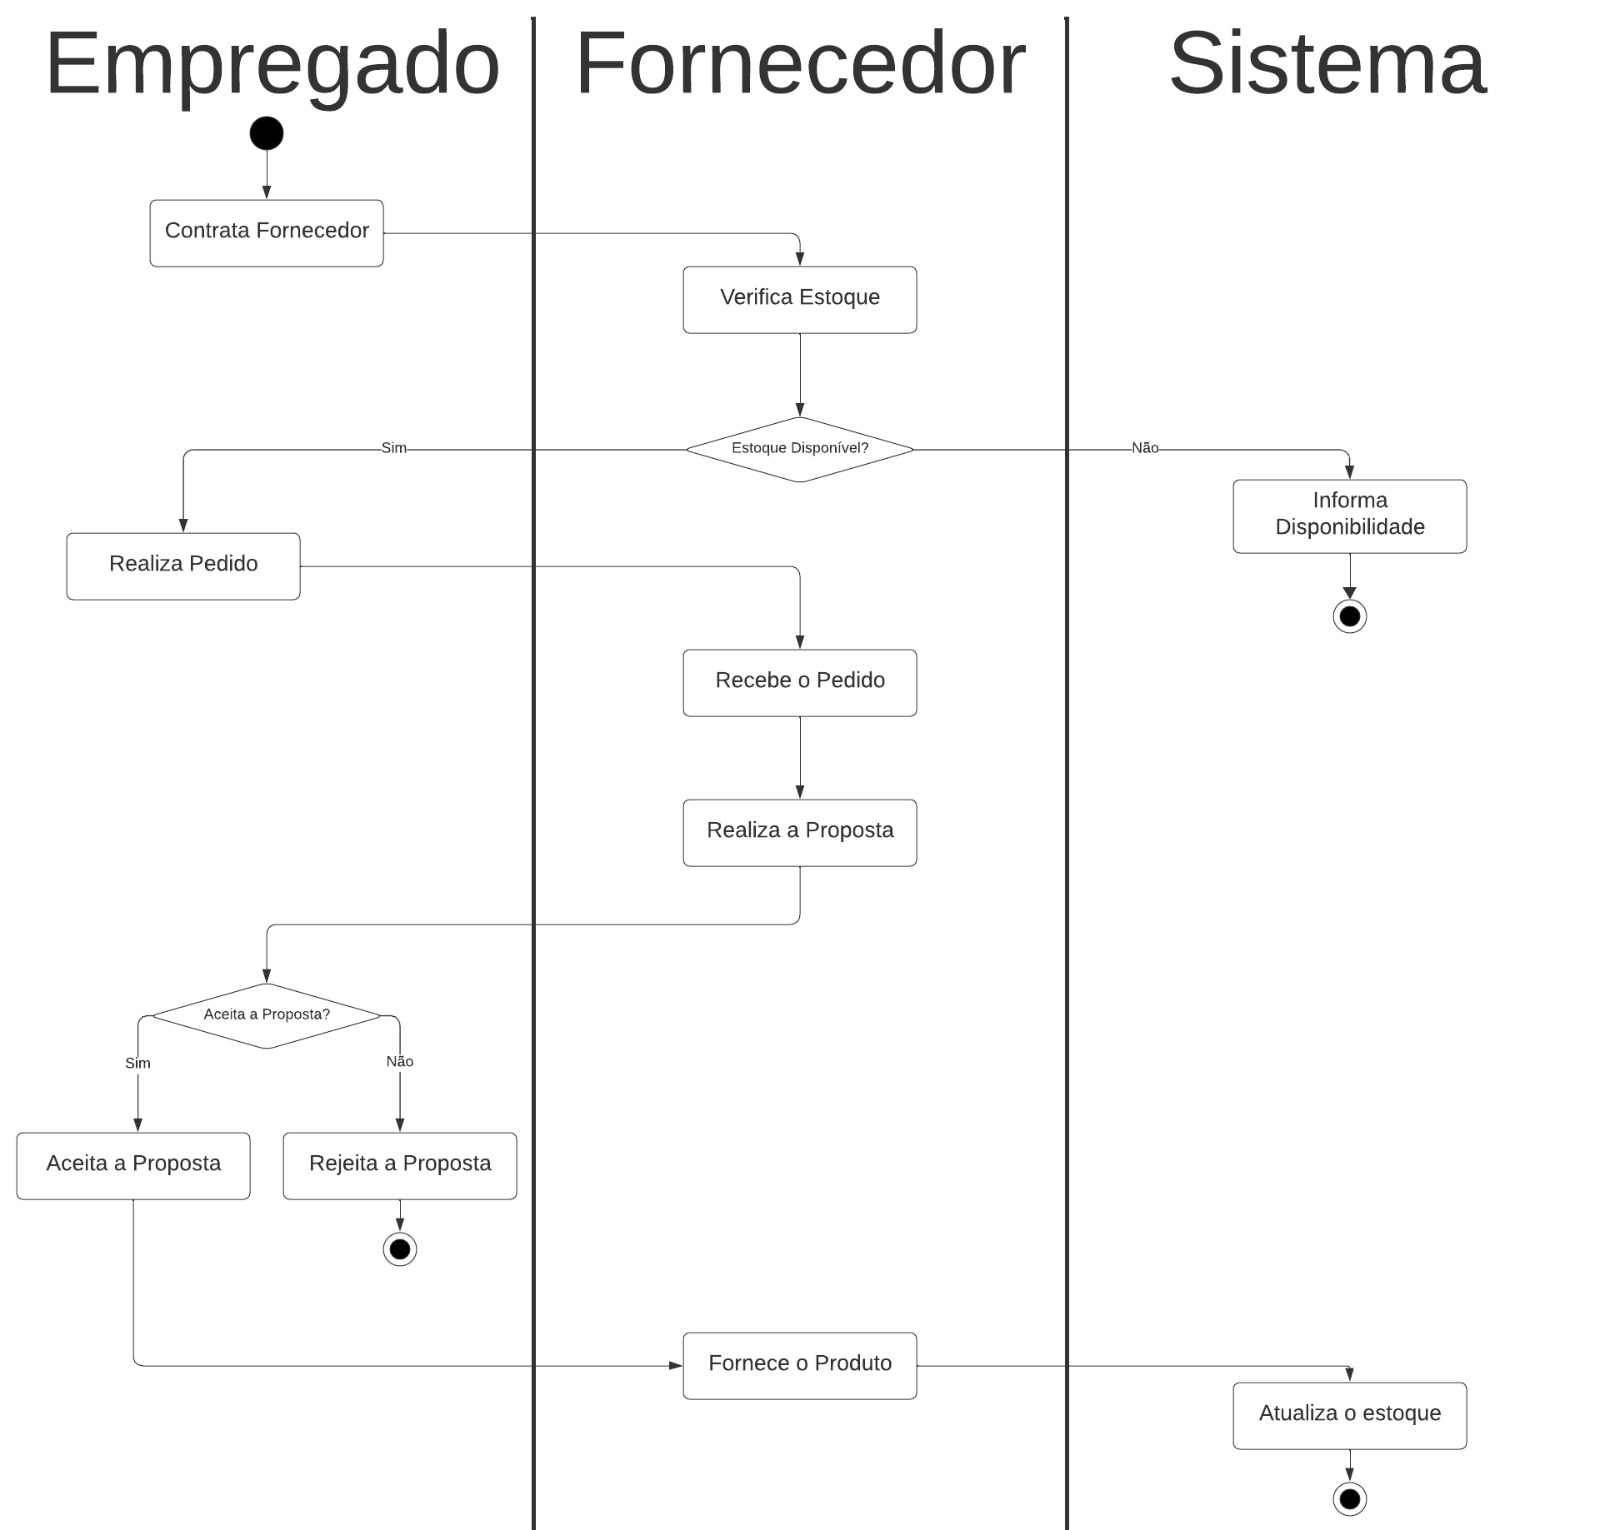 Empregado
Fornecedor
Sistema
Contrata Fornecedor
Verifica Estoque
Estoque Disponível?
Sim
Não
Informa
Disponibilidade
Realiza Pedido
Recebe o Pedido
Realiza a Proposta
Aceita a Proposta?
Sim
Não
Aceita a Proposta
Rejeita a Proposta
Fornece o Produto
Atualiza o estoque